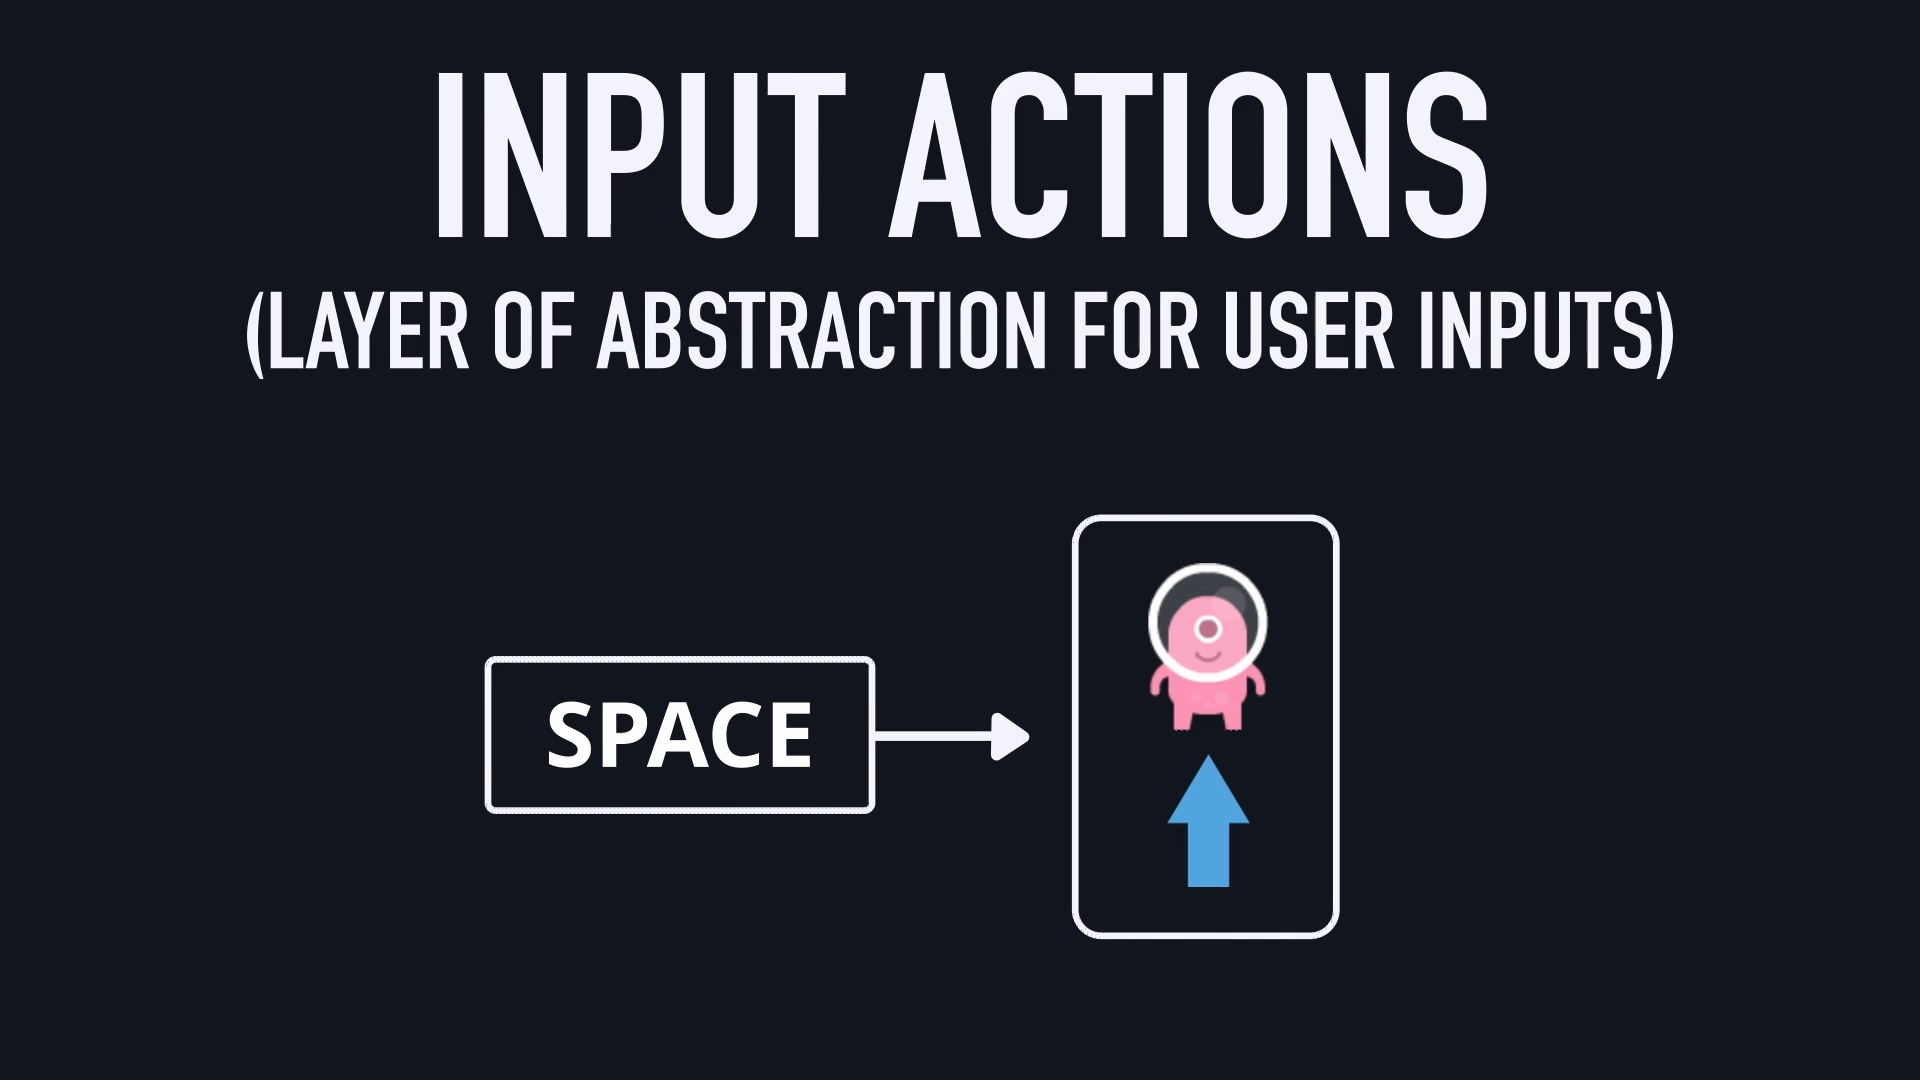 INPUT ACTIONS
(LAYER OF ABSTRACTION FOR USER INPUTS)
SPACE